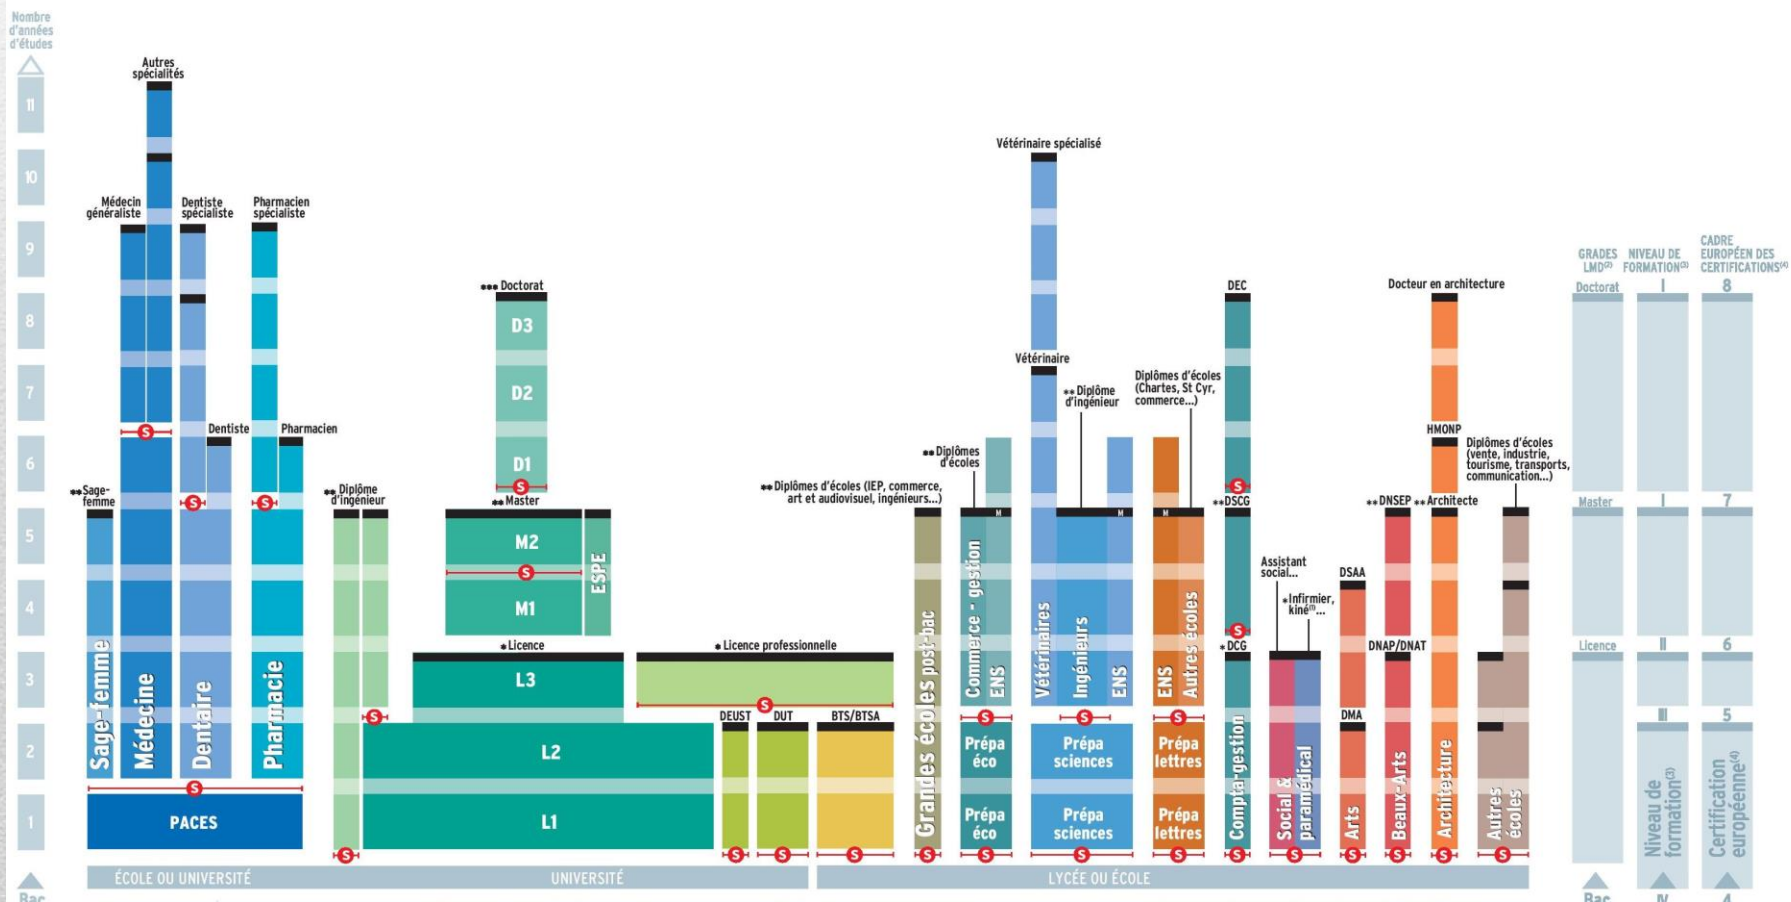 Nombre
d'années
d'études
11
10
9
8
7
6
5
4
3
2
1
Bac
Autres
spécialités
Médecin
généraliste
Dentiste
spécialiste
Pharmacien
spécialiste
Dentiste
Pharmacien
**Sage-
femme
S
S
S
Sage-femme
Médecine
Dentaire
Pharmacie
S
PACES
**Diplôme
d'ingénieur
S
S
***Doctorat
D3
D2
D1
S
**Master
M2
S
M1
ESPE
*Licence
L3
L2
L1
*Licence professionnelle
S
DEUST
DUT
BTS/BTSA
S
S
S
**Diplômes d'écoles (IEP, commerce,
art et audiovisuel, ingénieurs...)
Grandes écoles post-bac
S
**Diplômes
d'écoles
M
Commerce - gestion
ENS
S
Prépa
éco
Prépa
éco
S
Vétérinaire spécialisé
Vétérinaire
**Diplôme
d'ingénieur
M
Vétérinaires
Ingénieurs
ENS
S
Prépa
sciences
Prépa
sciences
S
Diplômes d'écoles
(Chartes, St Cyr,
commerce...)
M
ENS
Autres écoles
S
Prépa
lettres
Prépa
lettres
S
DEC
S
**DSCG
S
*DCG
Compta-gestion
S
Assistant
social...
*Infirmier,
kiné(1)...
Social &
paramédical
S
DSAA
DMA
Arts
S
**DNSEP
DNAP/DNAT
Beaux-Arts
S
Docteur en architecture
HMONP
**Architecte
Architecture
S
Diplômes d'écoles
(vente, industrie,
tourisme, transports,
communication...)
Autres
écoles
S
GRADES
LMD(2)
Doctorat
Master
Licence
Bac
NIVEAU DE
FORMATION(3)
I
I
II
III
Niveau de
formation(3)
IV
CADRE
EUROPÉEN DES
CERTIFICATIONS(4)
8
7
6
5
Certification
européenne(4)
4
ÉCOLE OU UNIVERSITÉ
UNIVERSITÉ
LYCÉE OU ÉCOLE